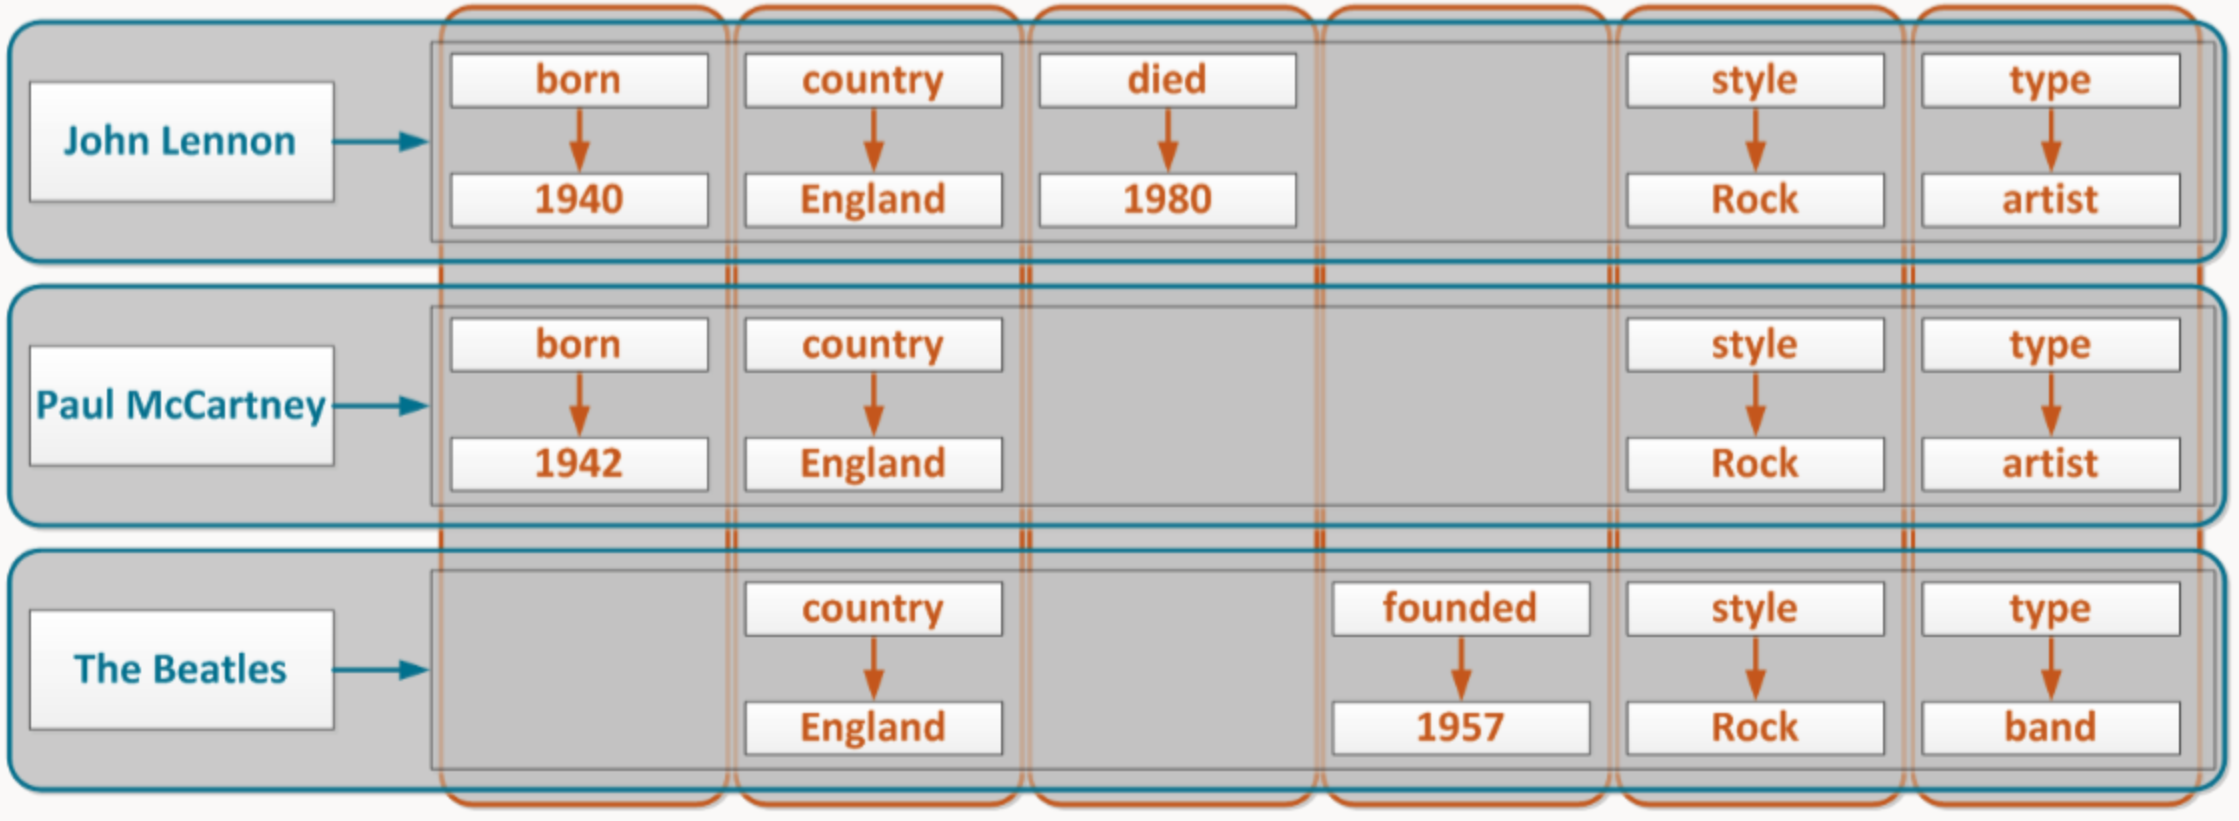 born country died style type
John Lennon
1940 England 1980 Rock artist
born country style type
Paul McCartney
1942 England Rock artist
country founded style type
The Beatles
England 1957 Rock band